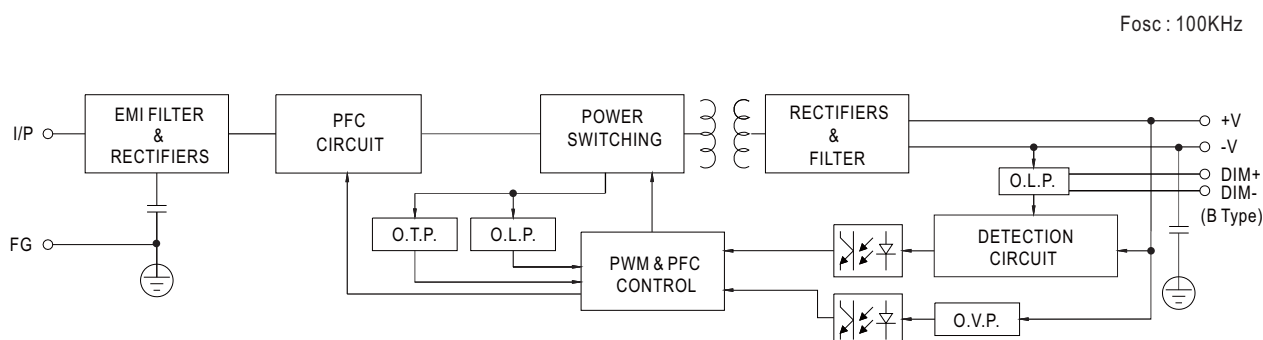 Fosc : 100KHz
I/P
EMI FILTER
&
RECTIFIERS
PFC
CIRCUIT
POWER
SWITCHING
RECTIFIERS
&
FILTER
+V
-V
DIM+
DIM-
(B Type)
O.L.P.
FG
O.T.P.
O.L.P.
PWM & PFC
CONTROL
DETECTION
CIRCUIT
O.V.P.